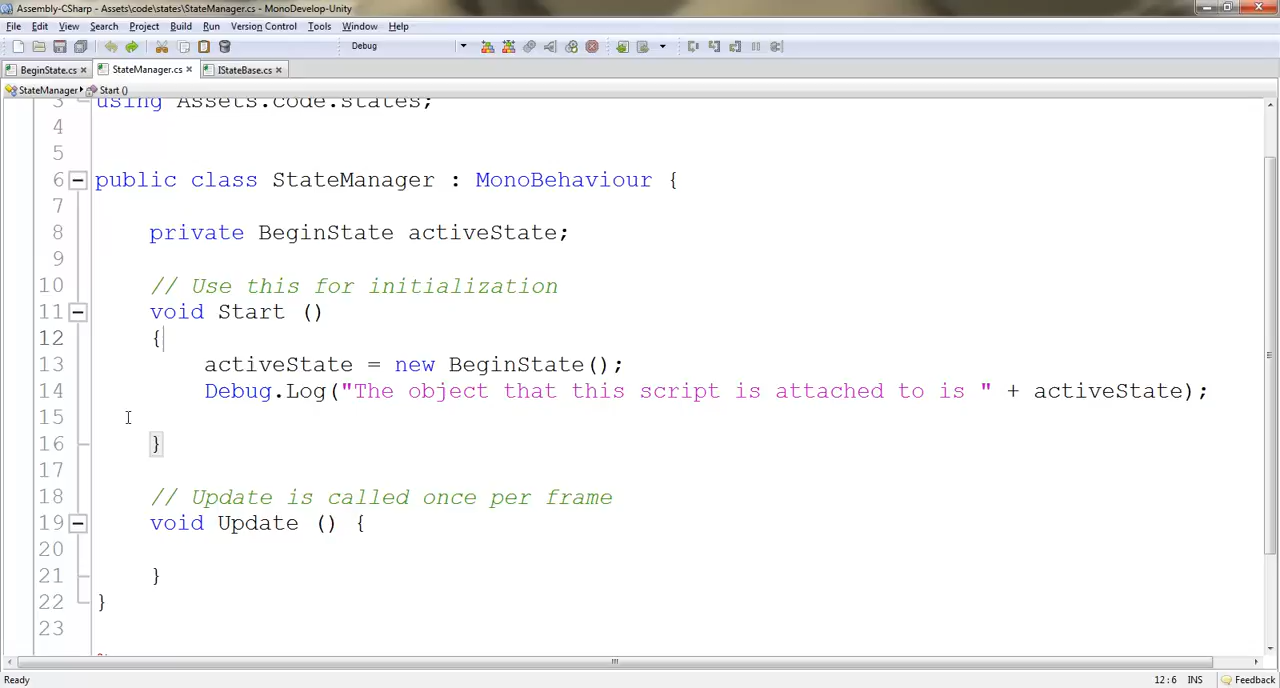 Assembly-CSharp - Assets\code\states\StateManager.cs - MonoDevelop-Unity
File Edit View Search Project Build Run Version Control Tools Window Help
Debug
BeginState.cs × StateManager.cs × IStateBase.cs ×
StateManager Start ()
3 using Assets.code.states;
4
5
6 public class StateManager : MonoBehaviour {
7
8 private BeginState activeState;
9
10 // Use this for initialization
11 void Start ()
12 {
13 activeState = new BeginState();
14 Debug.Log("The object that this script is attached to is " + activeState);
15
16 }
17
18 // Update is called once per frame
19 void Update () {
20
21 }
22 }
23
Ready 12:6 INS Feedback